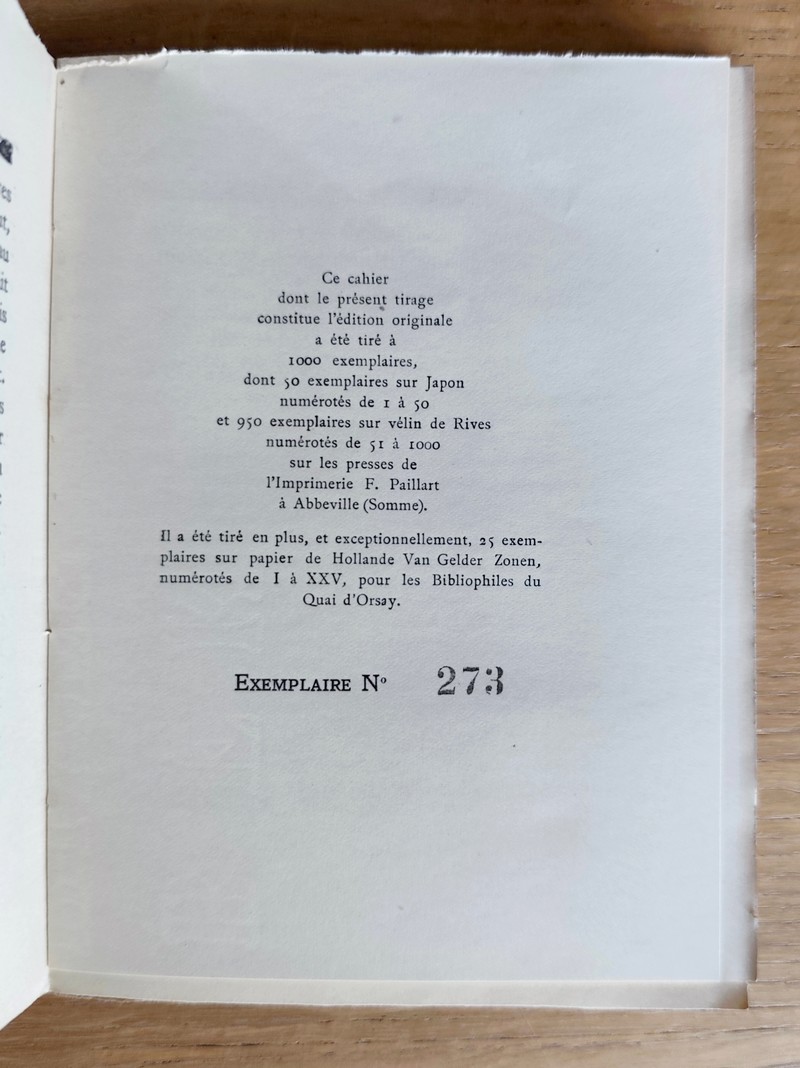 Ce cahier
dont le présent tirage
constitue l'édition originale
a été tiré à
1000 exemplaires,
dont 50 exemplaires sur Japon
numérotés de 1 à 50
et 950 exemplaires sur vélin de Rives
numérotés de 51 à 1000
sur les presses de
l'Imprimerie F. Paillart
à Abbeville (Somme).
Il a été tiré en plus, et exceptionnellement, 25 exem-
plaires sur papier de Hollande Van Gelder Zonen,
numérotés de I à XXV, pour les Bibliophiles du
Quai d'Orsay.
EXEMPLAIRE Nº 273